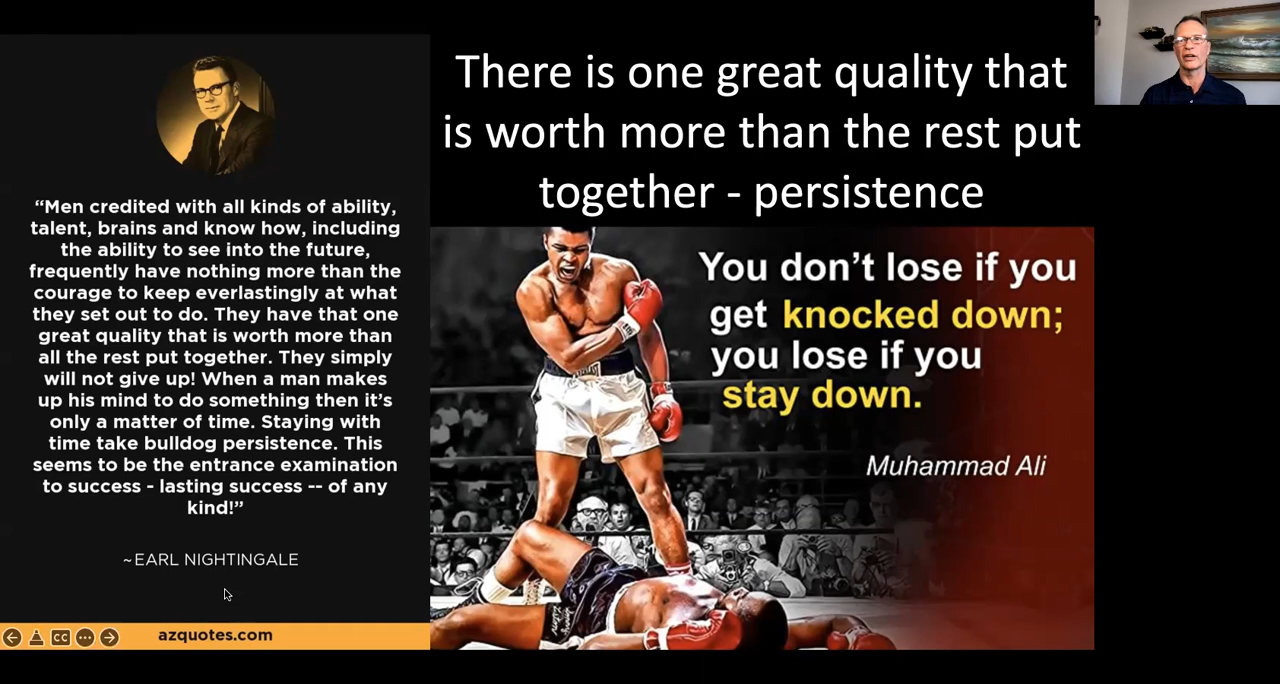 “Men credited with all kinds of ability,
talent, brains and know how, including
the ability to see into the future,
frequently have nothing more than the
courage to keep everlastingly at what
they set out to do. They have that one
great quality that is worth more than
all the rest put together. They simply
will not give up! When a man makes
up his mind to do something then it’s
only a matter of time. Staying with
time take bulldog persistence. This
seems to be the entrance examination
to success - lasting success -- of any
kind!”
~EARL NIGHTINGALE
CC
azquotes.com
There is one great quality that
is worth more than the rest put
together - persistence
You don’t lose if you
get knocked down;
you lose if you
stay down.
Muhammad Ali